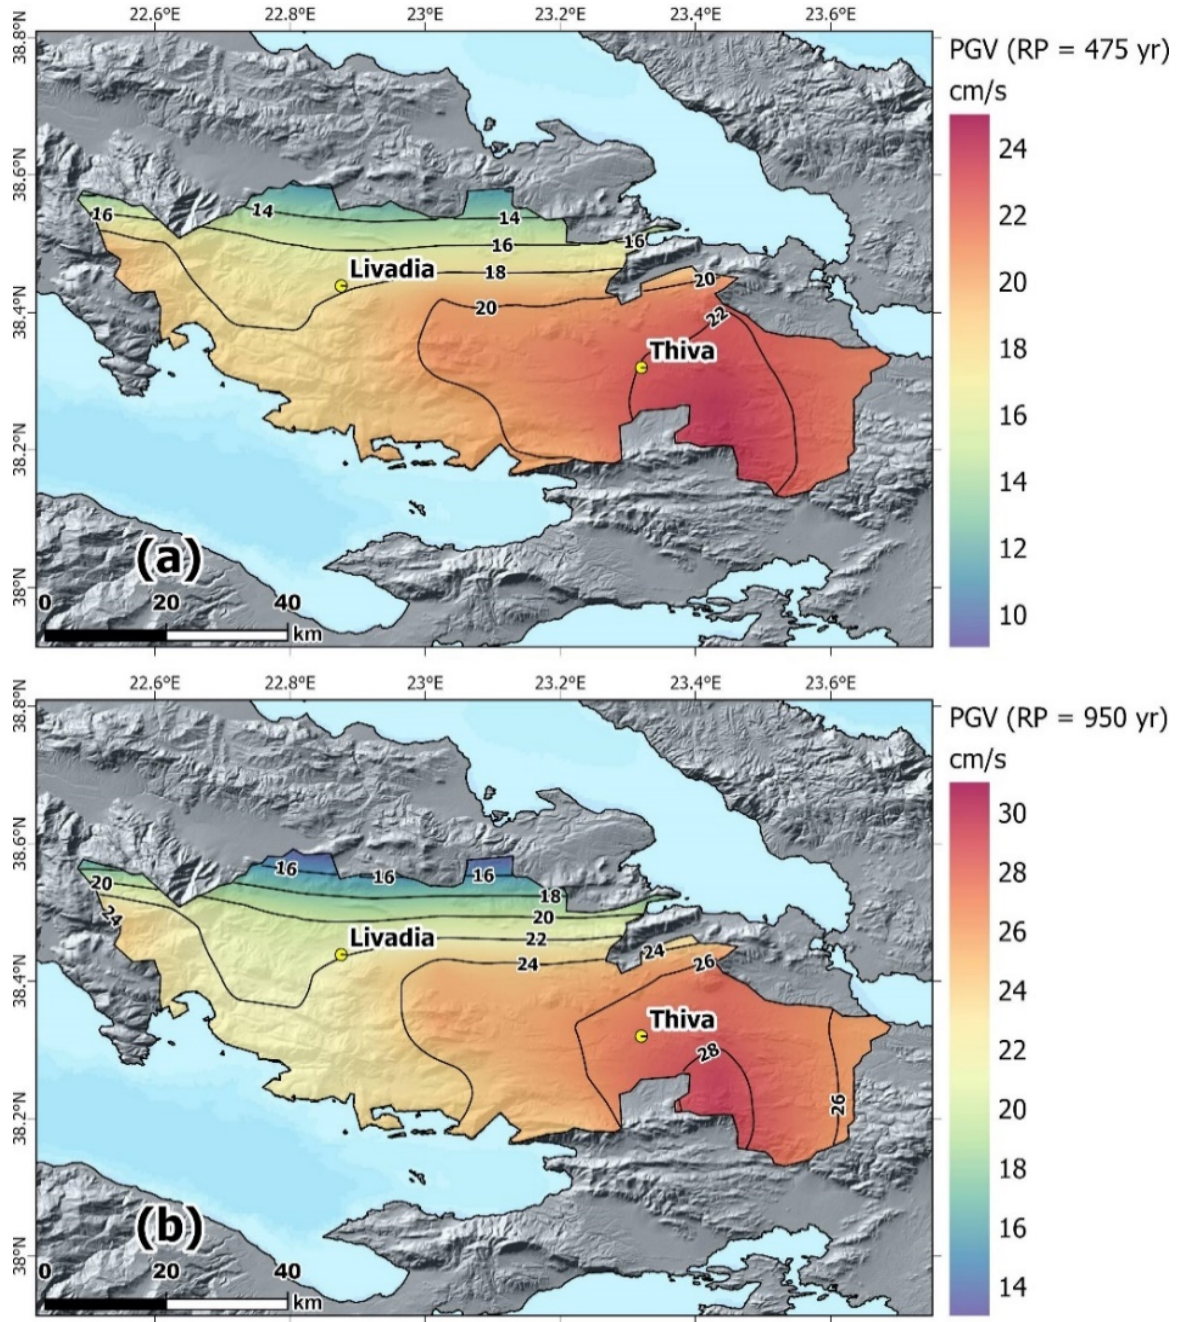 22.6°E 22.8°E 23°E 23.2°E 23.4°E 23.6°E
38.8°N
38.6°N
38.4°N
38.2°N
38°N
PGV (RP = 475 yr)
cm/s
24
22
20
18
16
14
12
10
16
14
14
16
16
18
20
20
22
Livadia
Thiva
(a)
0 20 40
km
22.6°E 22.8°E 23°E 23.2°E 23.4°E 23.6°E
38.8°N
38.6°N
38.4°N
38.2°N
38°N
PGV (RP = 950 yr)
cm/s
30
28
26
24
22
20
18
16
14
16
16
16
20
18
24
20
22
24
24
26
28
26
Livadia
Thiva
(b)
0 20 40
km